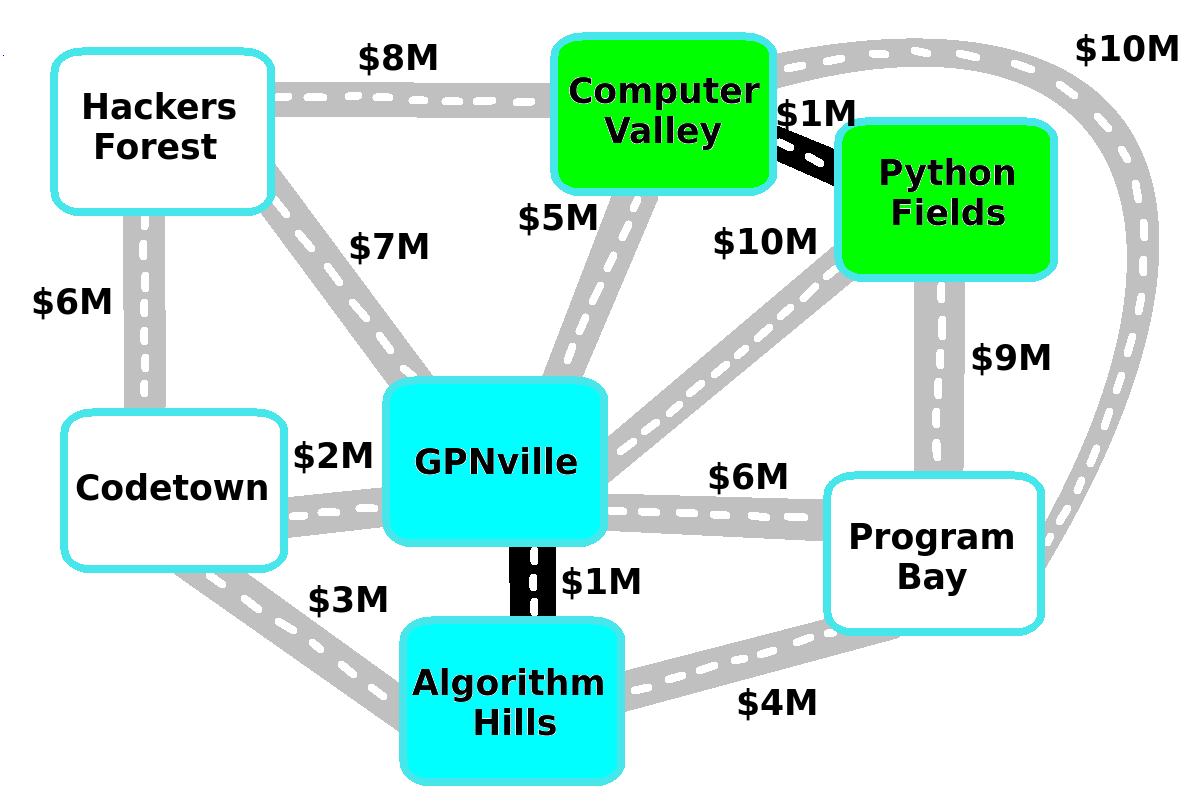 $8M
$10M
Hackers
Forest
Computer
Valley
$1M
Python
Fields
$5M
$7M
$10M
$6M
$9M
Codetown
$2M
GPNville
$6M
Program
Bay
$3M
$1M
Algorithm
Hills
$4M